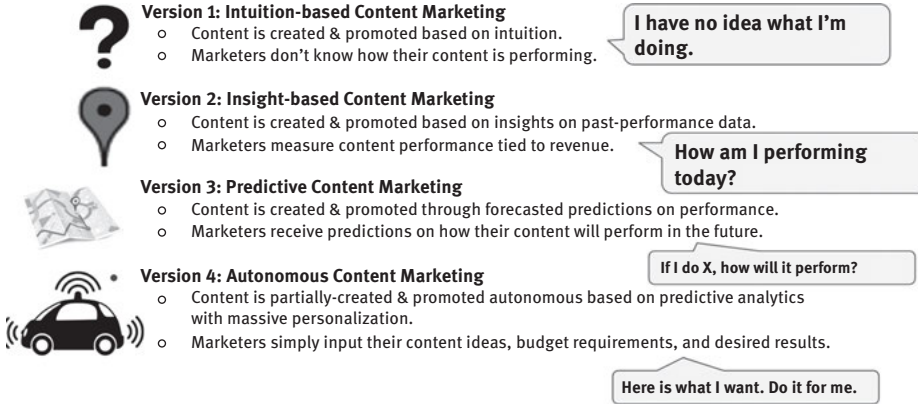 Version 1: Intuition-based Content Marketing
Content is created & promoted based on intuition.
Marketers don't know how their content is performing.
I have no idea what I'm
doing.
Version 2: Insight-based Content Marketing
Content is created & promoted based on insights on past-performance data.
Marketers measure content performance tied to revenue.
How am I performing
today?
Version 3: Predictive Content Marketing
Content is created & promoted through forecasted predictions on performance.
Marketers receive predictions on how their content will perform in the future.
If I do X, how will it perform?
Version 4: Autonomous Content Marketing
Content is partially-created & promoted autonomous based on predictive analytics
with massive personalization.
Marketers simply input their content ideas, budget requirements, and desired results.
Here is what I want. Do it for me.